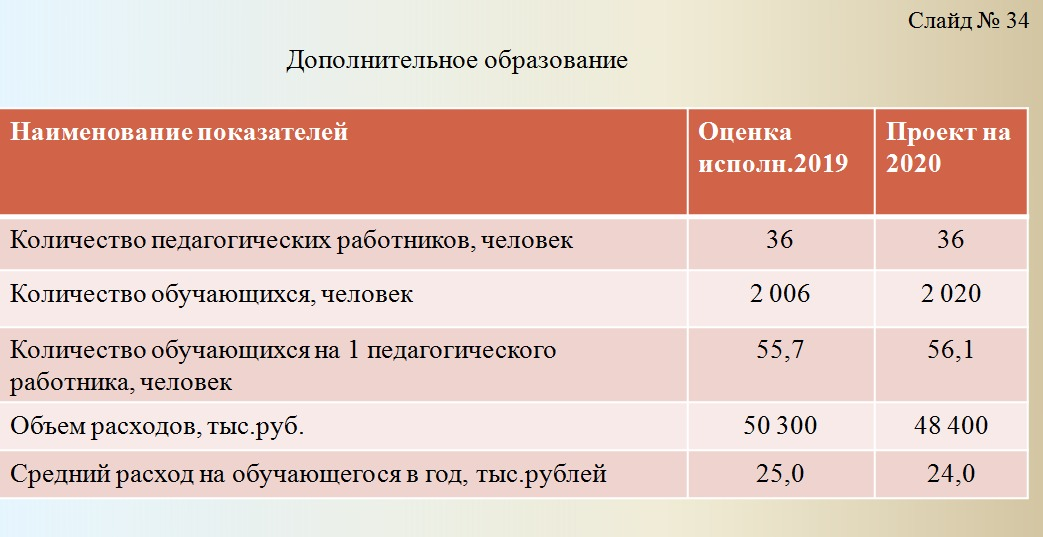 Слайд № 34
Дополнительное образование
Наименование показателей
Оценка
исполн.2019
Проект на
2020
Количество педагогических работников, человек
36
36
Количество обучающихся, человек
2 006
2 020
Количество обучающихся на 1 педагогического
работника, человек
55,7
56,1
Объем расходов, тыс.руб.
50 300
48 400
Средний расход на обучающегося в год, тыс.рублей
25,0
24,0